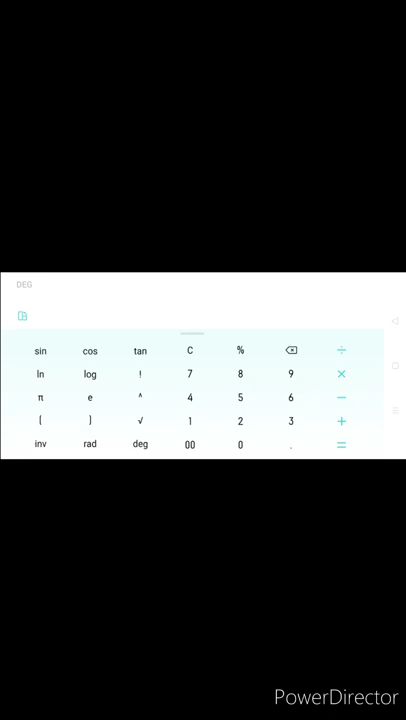 DEG
sin cos tan C % ÷
ln log ! 7 8 9 ×
π e ^ 4 5 6 −
( ) √ 1 2 3 +
inv rad deg 00 0 . =
PowerDirector